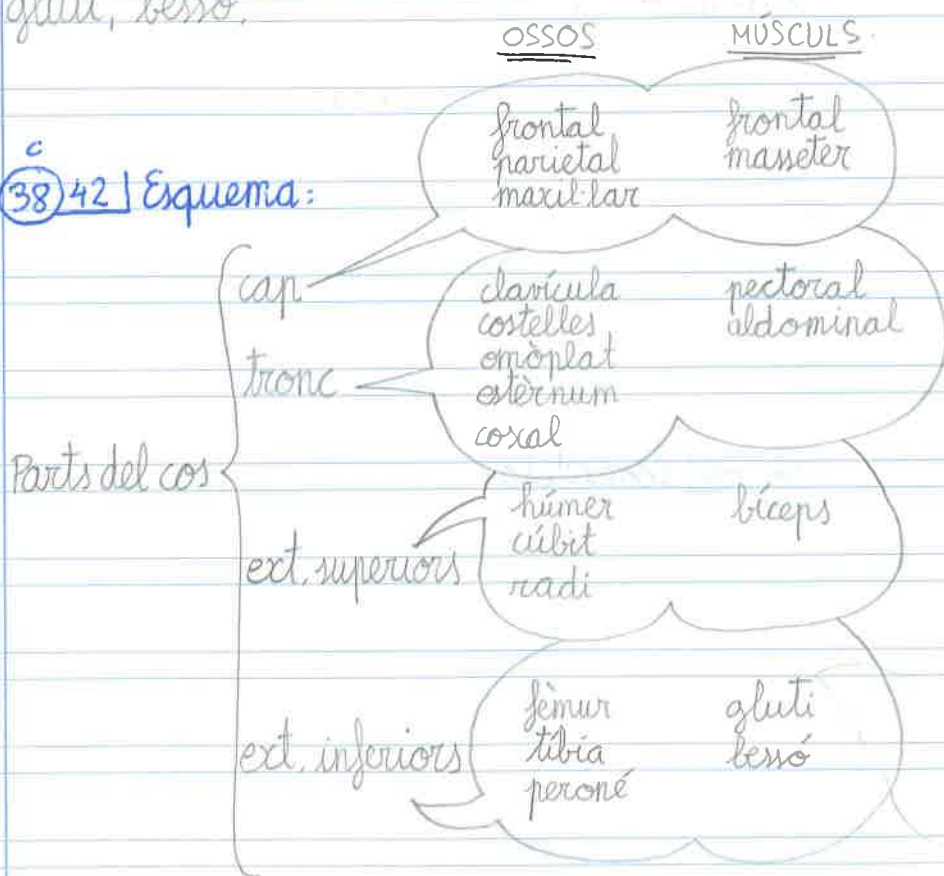 gluti, bessó.
OSSOS MÚSCULS
frontal frontal
parietal masseter
maxil·lar
c
38 42 Esquema:
cap
clavícula pectoral
costelles aldominal
omòplat
tronc
estèrnum
coxal
Parts del cos
húmer bíceps
cúbit
ext. superiors
radi
fèmur gluti
ext. inferiors
tíbia bessó
peroné